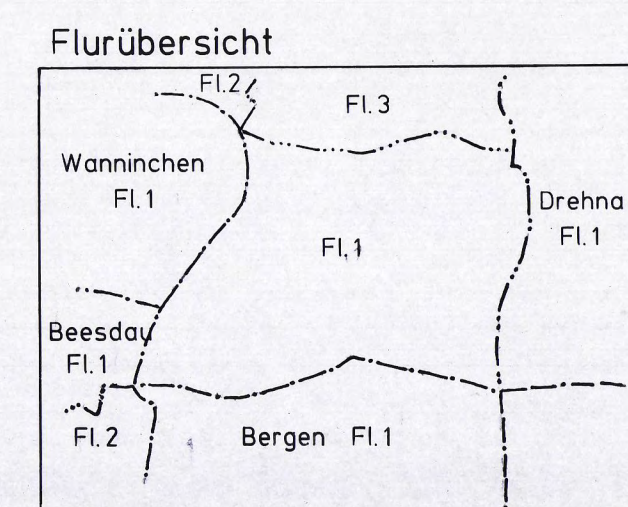 Flurübersicht
Fl.2
Fl.3
Wanninchen
Fl.1
Drehna
Fl.1
Fl.1
Beesdau
Fl.1
Fl.2
Bergen Fl.1